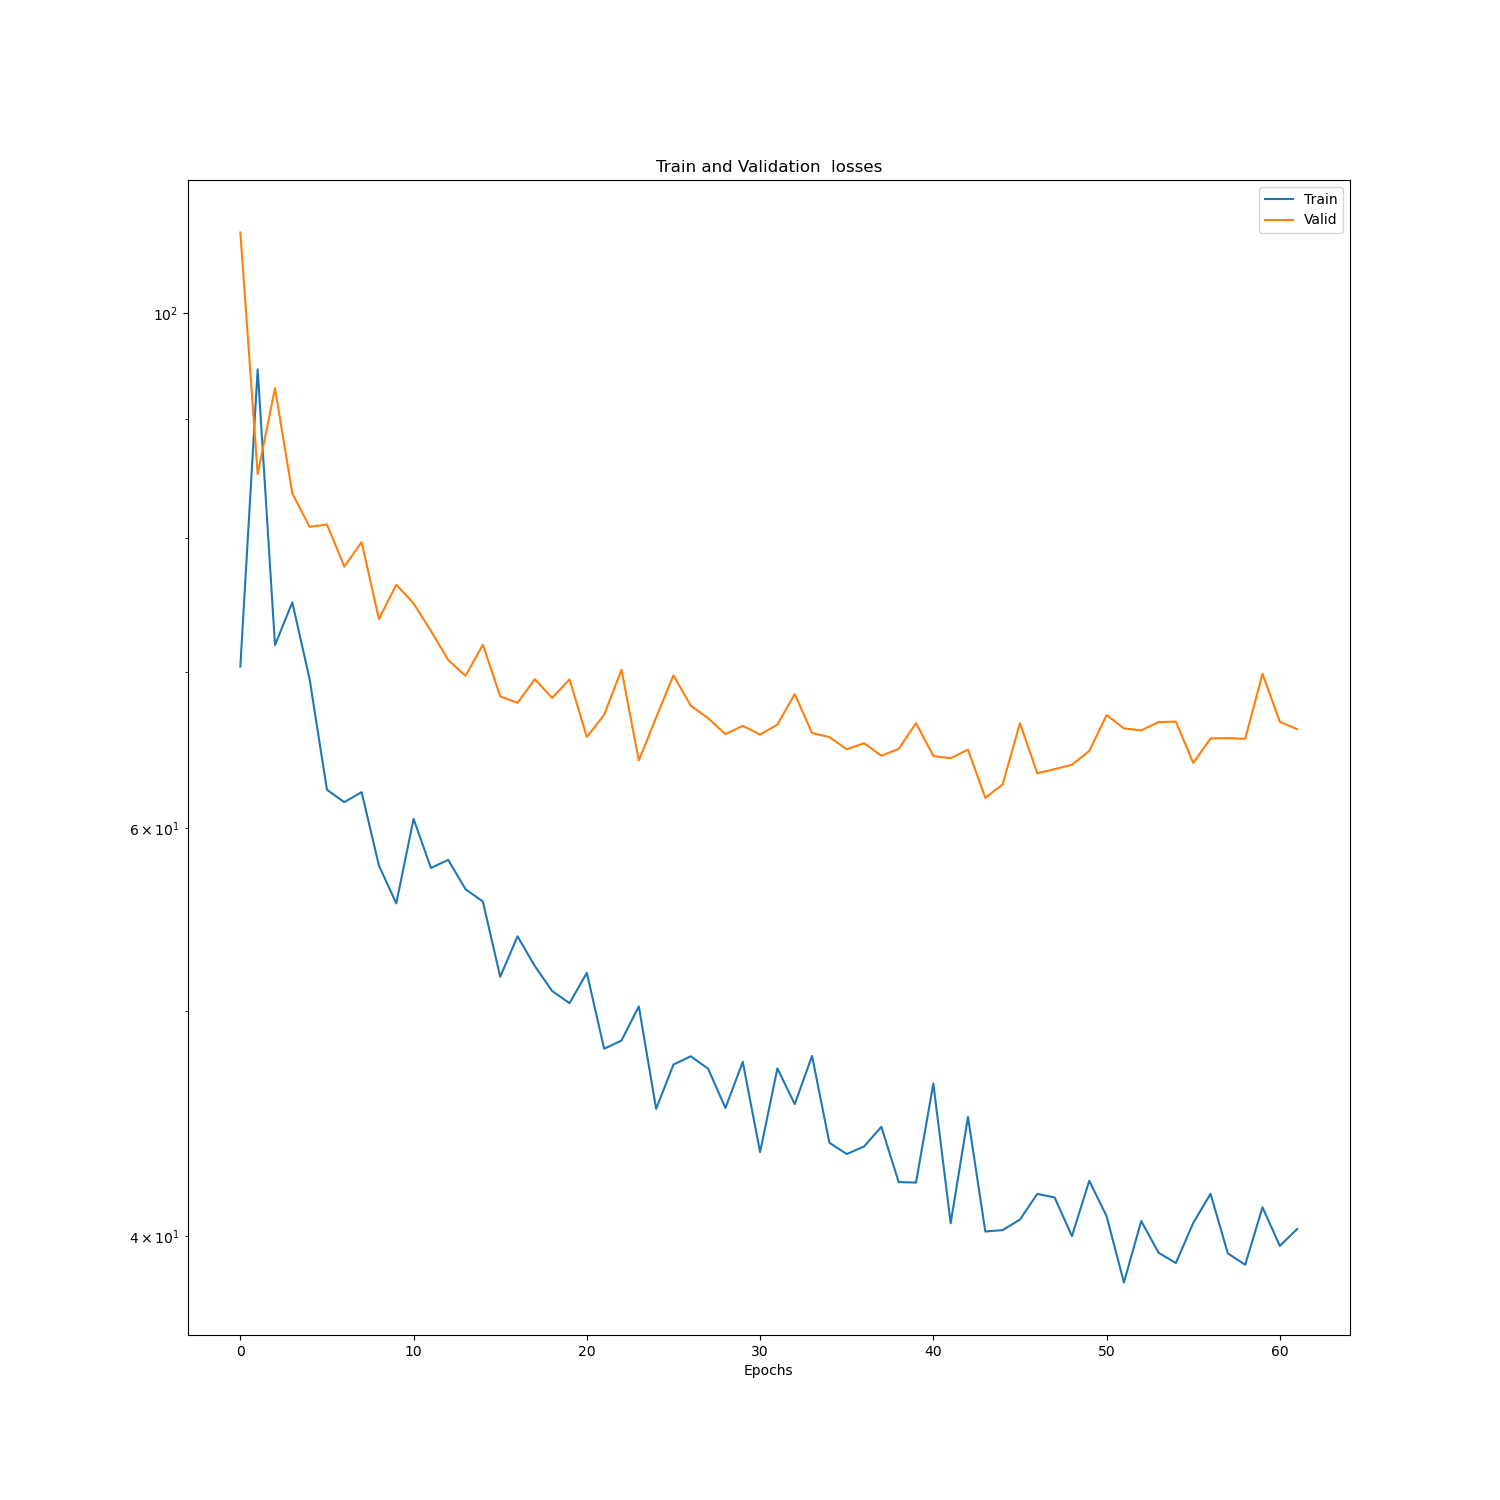 Train and Validation  losses
Train
Valid
10²
6 × 10¹
4 × 10¹
0 10 20 30 40 50 60
Epochs